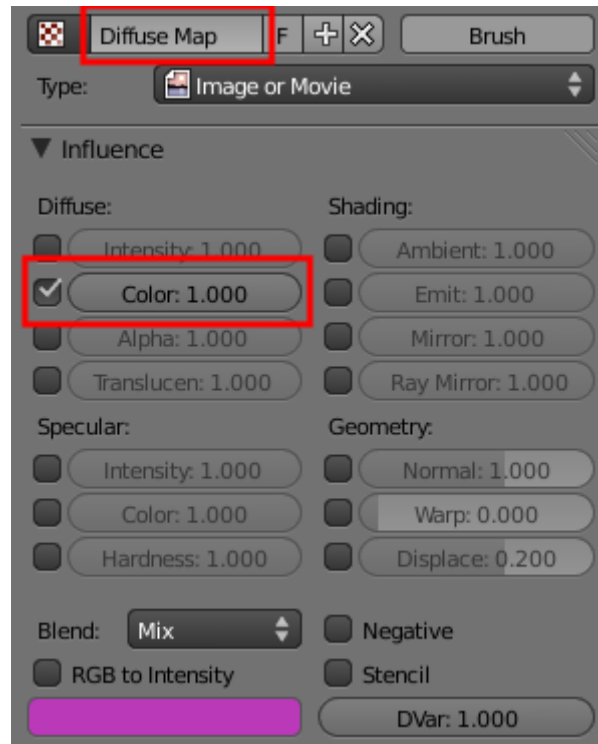 Diffuse Map F Brush
Type: Image or Movie
Influence
Diffuse: Shading:
Intensity: 1.000 Ambient: 1.000
Color: 1.000 Emit: 1.000
Alpha: 1.000 Mirror: 1.000
Translucen: 1.000 Ray Mirror: 1.000
Specular: Geometry:
Intensity: 1.000 Normal: 1.000
Color: 1.000 Warp: 0.000
Hardness: 1.000 Displace: 0.200
Blend: Mix Negative
RGB to Intensity Stencil
DVar: 1.000